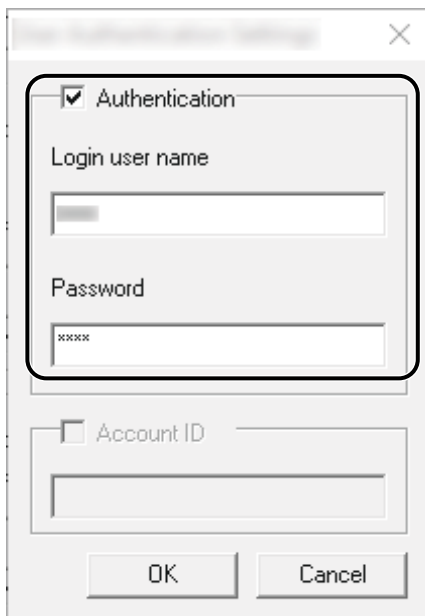 Authentication
Login user name
Password
****
Account ID
OK
Cancel